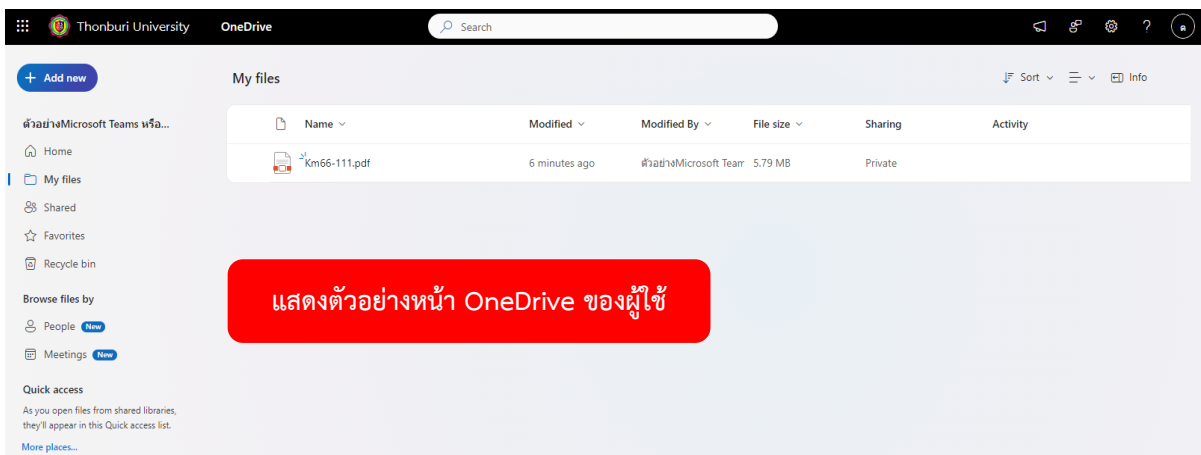 Thonburi University OneDrive Search ? ด
+ Add new
My files
Sort
Info
ตัวอย่างMicrosoft Teams หรือ...
Home
My files
Shared
Favorites
Recycle bin
Browse files by
People New
Meetings New
Quick access
As you open files from shared libraries,
they'll appear in this Quick access list.
More places...
Name Modified Modified By File size Sharing Activity
Km66-111.pdf 6 minutes ago ตัวอย่างMicrosoft Tear 5.79 MB Private
แสดงตัวอย่างหน้า OneDrive ของผู้ใช้